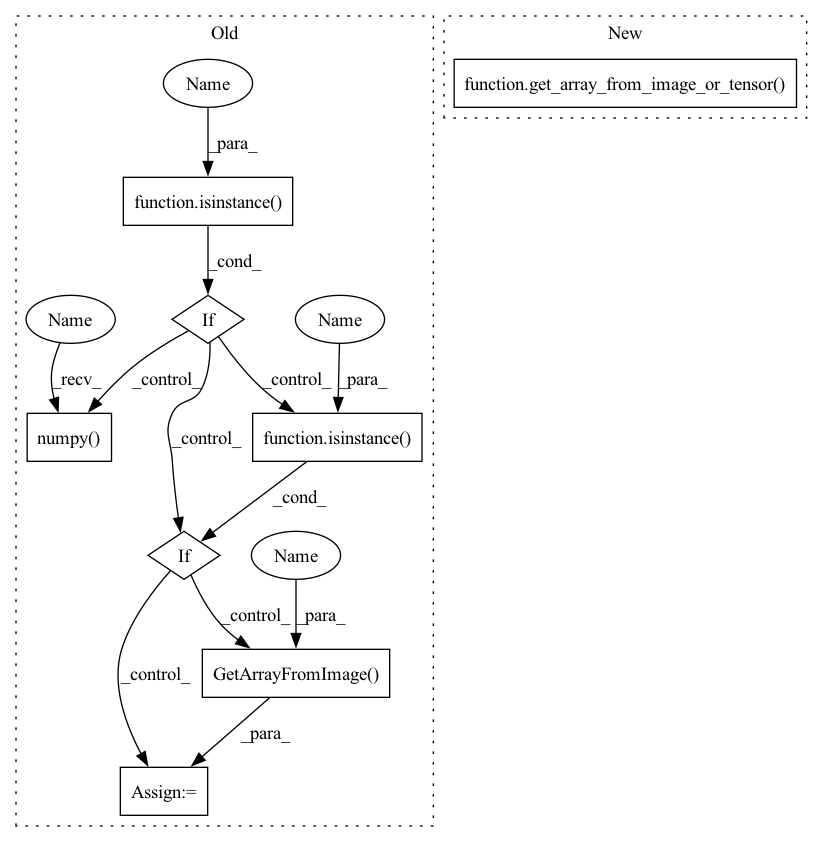 Old
New
Name
function.get_array_from_image_or_tensor()
_para_
function.isinstance()
_cond_
Name
If
Name
_recv_
_control_
_control_
_para_
numpy()
_control_
function.isinstance()
_cond_
If
Name
_control_
_para_
_control_
GetArrayFromImage()
_para_
Assign:=